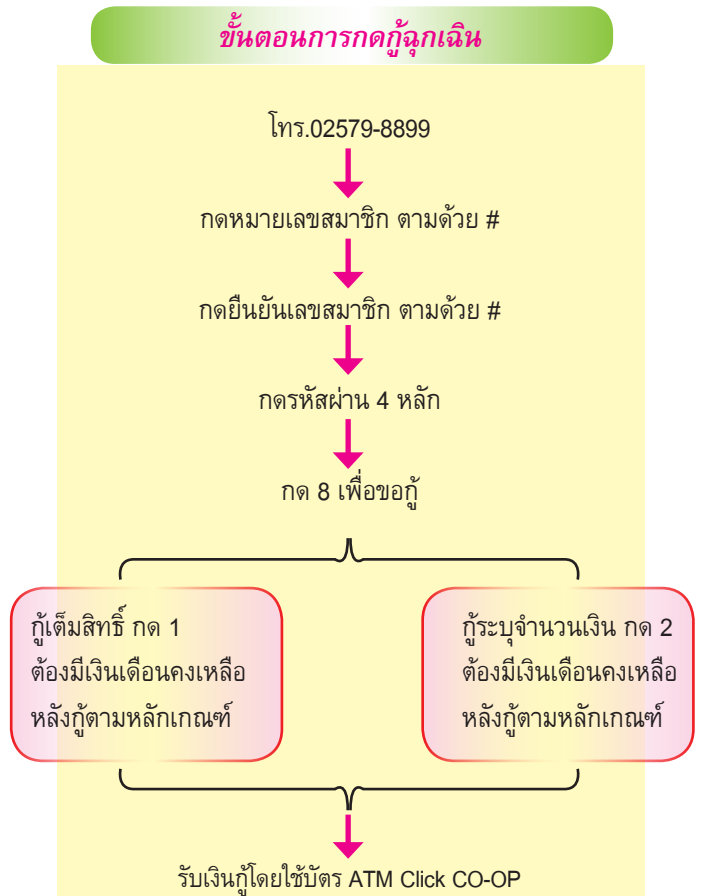 ขั้นตอนการกดกู้ฉุกเฉิน
โทร.02579-8899
กดหมายเลขสมาชิก ตามด้วย #
กดยืนยันเลขสมาชิก ตามด้วย #
กดรหัสผ่าน 4 หลัก
กด 8 เพื่อขอกู้
กู้เต็มสิทธิ์ กด 1
ต้องมีเงินเดือนคงเหลือ
หลังกู้ตามหลักเกณฑ์
กู้ระบุจำนวนเงิน กด 2
ต้องมีเงินเดือนคงเหลือ
หลังกู้ตามหลักเกณฑ์
รับเงินกู้โดยใช้บัตร ATM Click CO-OP